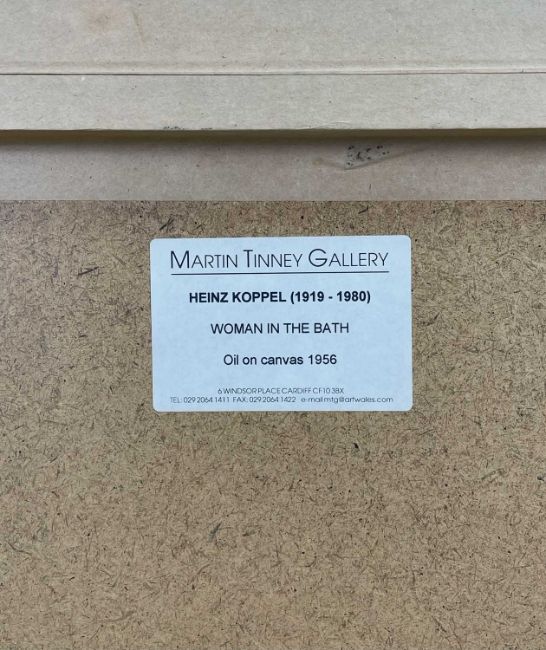 MARTIN TINNEY GALLERY
HEINZ KOPPEL (1919 - 1980)
WOMAN IN THE BATH
Oil on canvas 1956
6 WINDSOR PLACE CARDIFF CF10 3BX
TEL: 029 2064 1411 FAX: 029 2064 1422 e-mail mtg@artwales.com